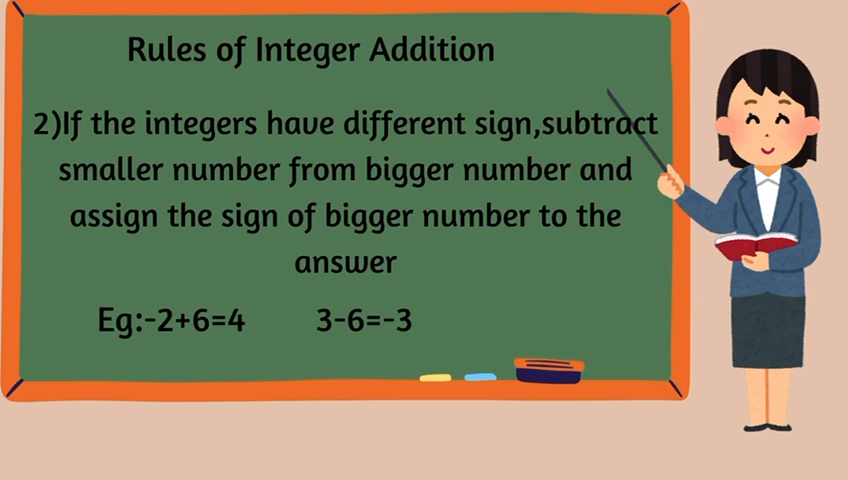 Rules of Integer Addition
2)If the integers have different sign,subtract
smaller number from bigger number and
assign the sign of bigger number to the
answer
Eg:-2+6=4 3-6=-3